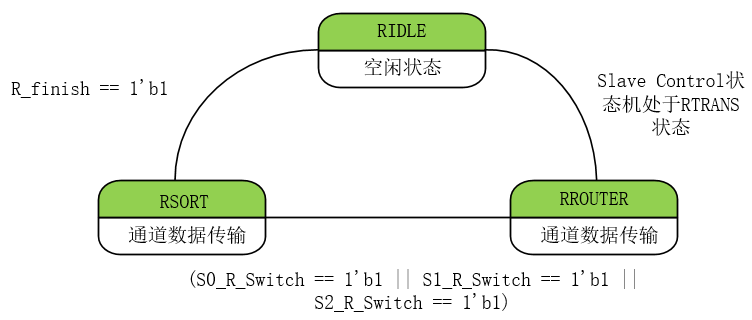 RIDLE
空闲状态
R_finish == 1'b1
Slave Control状
态机处于RTRANS
状态
RSORT
通道数据传输
RROUTER
通道数据传输
(S0_R_Switch == 1'b1 || S1_R_Switch == 1'b1 ||
S2_R_Switch == 1'b1)